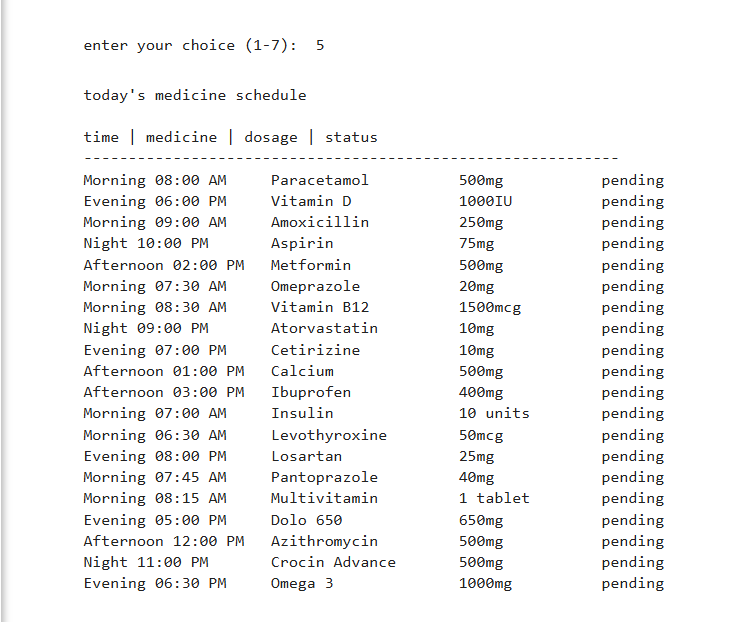 enter your choice (1-7):  5
today's medicine schedule
time | medicine | dosage | status
------------------------------------------------------------
Morning 08:00 AM     Paracetamol          500mg           pending
Evening 06:00 PM     Vitamin D            1000IU          pending
Morning 09:00 AM     Amoxicillin          250mg           pending
Night 10:00 PM       Aspirin              75mg            pending
Afternoon 02:00 PM   Metformin            500mg           pending
Morning 07:30 AM     Omeprazole           20mg            pending
Morning 08:30 AM     Vitamin B12          1500mcg         pending
Night 09:00 PM       Atorvastatin         10mg            pending
Evening 07:00 PM     Cetirizine           10mg            pending
Afternoon 01:00 PM   Calcium              500mg           pending
Afternoon 03:00 PM   Ibuprofen            400mg           pending
Morning 07:00 AM     Insulin              10 units        pending
Morning 06:30 AM     Levothyroxine        50mcg           pending
Evening 08:00 PM     Losartan             25mg            pending
Morning 07:45 AM     Pantoprazole         40mg            pending
Morning 08:15 AM     Multivitamin         1 tablet        pending
Evening 05:00 PM     Dolo 650             650mg           pending
Afternoon 12:00 PM   Azithromycin         500mg           pending
Night 11:00 PM       Crocin Advance       500mg           pending
Evening 06:30 PM     Omega 3              1000mg          pending